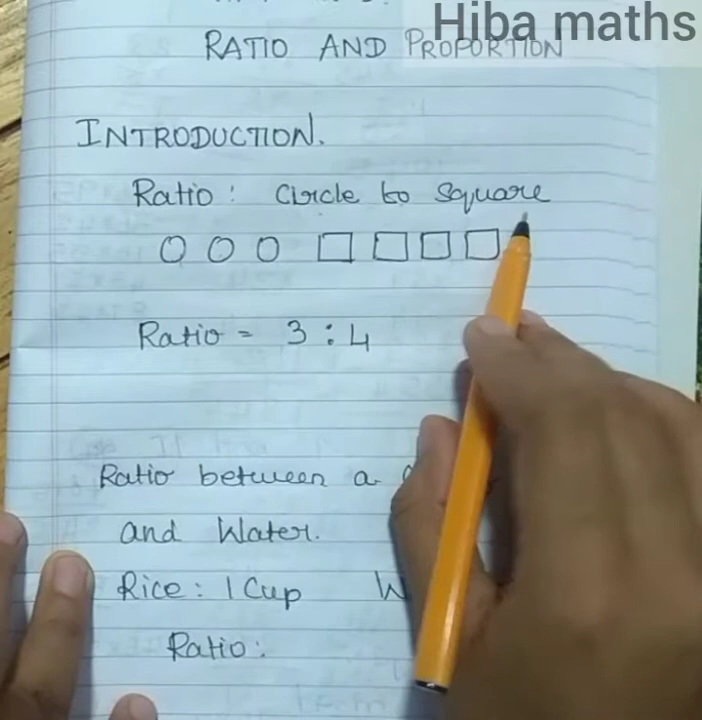 Hiba maths
RATIO AND PROPORTION
INTRODUCTION.
Ratio: Circle to Square
Ratio = 3 : 4
Ratio between a
and Water.
Rice: 1 Cup
Ratio: